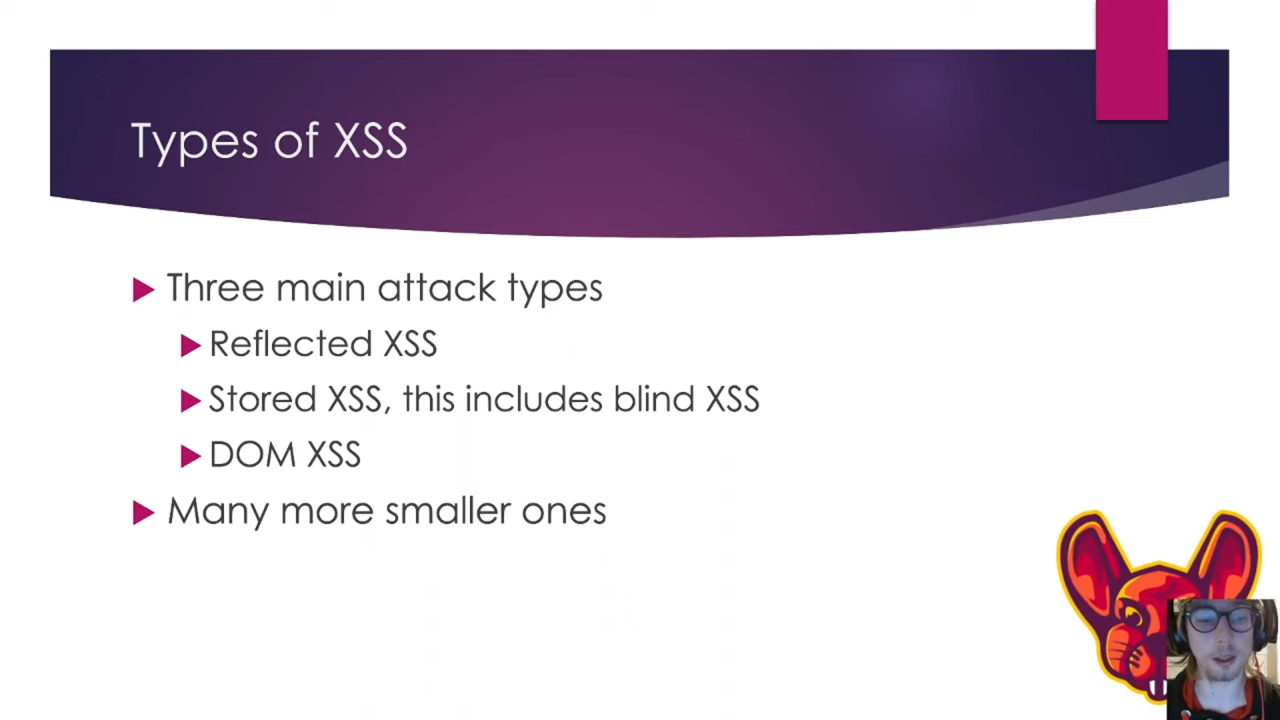 Types of XSS
Three main attack types
Reflected XSS
Stored XSS, this includes blind XSS
DOM XSS
Many more smaller ones